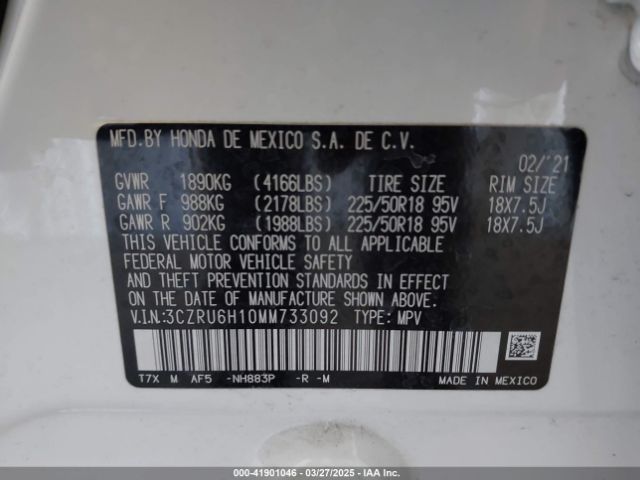 MFD.BY HONDA DE MEXICO S.A. DE C.V.
02/'21
GVWR 1890KG (4166LBS) TIRE SIZE RIM SIZE
GAWR F 988KG (2178LBS) 225/50R18 95V 18X7.5J
GAWR R 902KG (1988LBS) 225/50R18 95V 18X7.5J
THIS VEHICLE CONFORMS TO ALL APPLICABLE
FEDERAL MOTOR VEHICLE SAFETY
AND THEFT PREVENTION STANDARDS IN EFFECT
ON THE DATE OF MANUFACTURE SHOWN ABOVE.
V.I.N.:3CZRU6H10MM733092 TYPE: MPV
T7X M AF5 -NH883P -R -M
MADE IN MEXICO
000-41901046 — 03/27/2025 — IAAI.COM